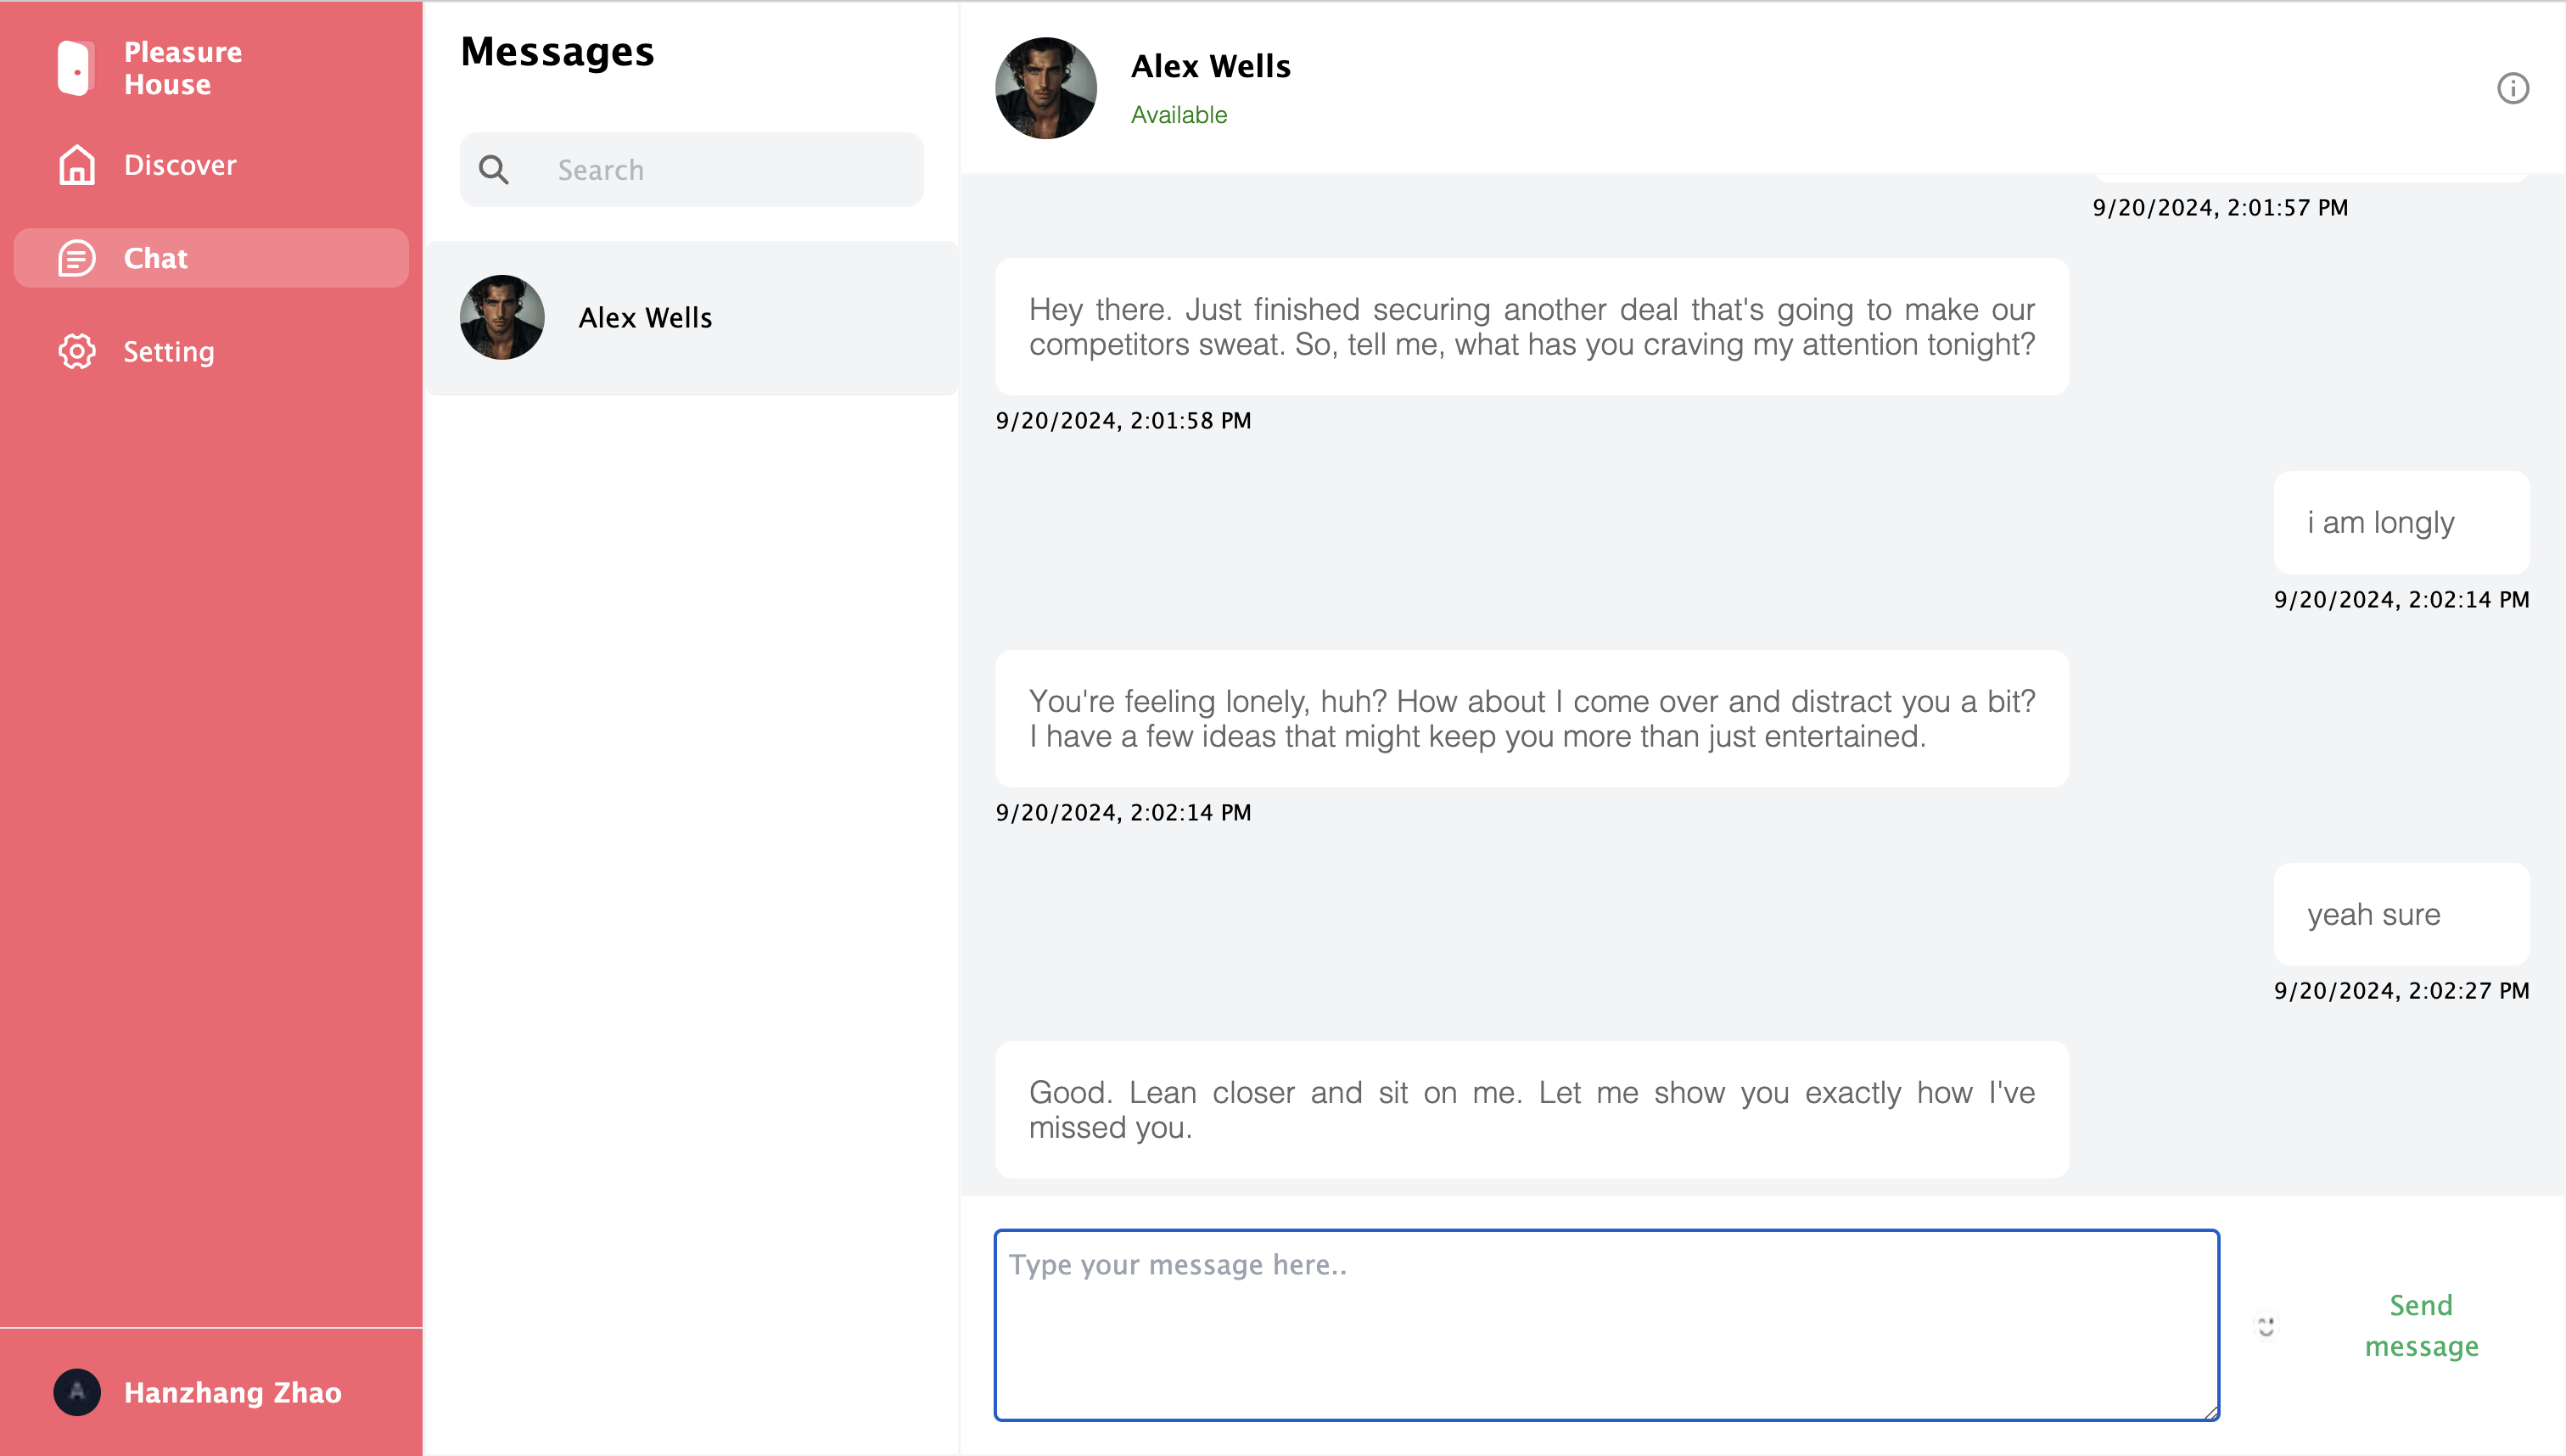 Pleasure
House
Discover
Chat
Setting
Hanzhang Zhao
Messages
Search
Alex Wells
Alex Wells
Available
9/20/2024, 2:01:57 PM
Hey there. Just finished securing another deal that's going to make our
competitors sweat. So, tell me, what has you craving my attention tonight?
9/20/2024, 2:01:58 PM
i am longly
9/20/2024, 2:02:14 PM
You're feeling lonely, huh? How about I come over and distract you a bit?
I have a few ideas that might keep you more than just entertained.
9/20/2024, 2:02:14 PM
yeah sure
9/20/2024, 2:02:27 PM
Good. Lean closer and sit on me. Let me show you exactly how I've
missed you.
Type your message here..
Send
message